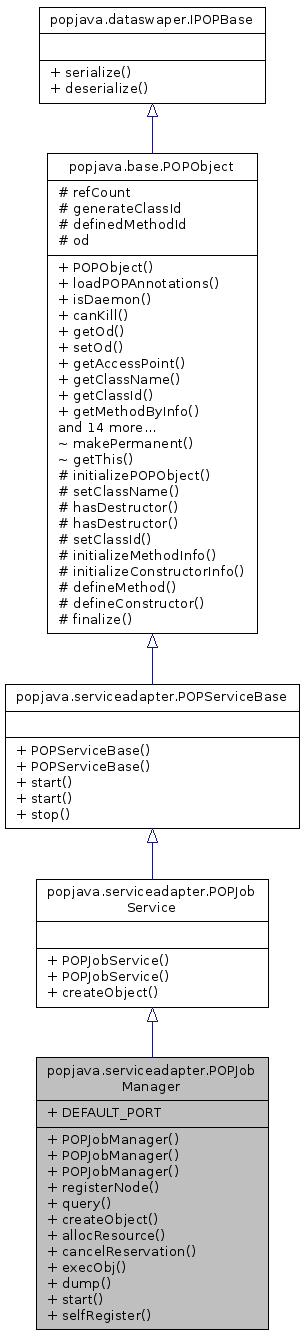 popjava.dataswaper.IPOPBase
+ serialize()
+ deserialize()
popjava.base.POPObject
# refCount
# generateClassId
# definedMethodId
# od
+ POPObject()
+ loadPOPAnnotations()
+ isDaemon()
+ canKill()
+ getOd()
+ setOd()
+ getAccessPoint()
+ getClassName()
+ getClassId()
+ getMethodByInfo()
and 14 more...
~ makePermanent()
~ getThis()
# initializePOPObject()
# setClassName()
# hasDestructor()
# hasDestructor()
# setClassId()
# initializeMethodInfo()
# initializeConstructorInfo()
# defineMethod()
# defineConstructor()
# finalize()
popjava.serviceadapter.POPServiceBase
+ POPServiceBase()
+ POPServiceBase()
+ start()
+ start()
+ stop()
popjava.serviceadapter.POPJob
Service
+ POPJobService()
+ POPJobService()
+ createObject()
popjava.serviceadapter.POPJob
Manager
+ DEFAULT_PORT
+ POPJobManager()
+ POPJobManager()
+ POPJobManager()
+ registerNode()
+ query()
+ createObject()
+ allocResource()
+ cancelReservation()
+ execObj()
+ dump()
+ start()
+ selfRegister()